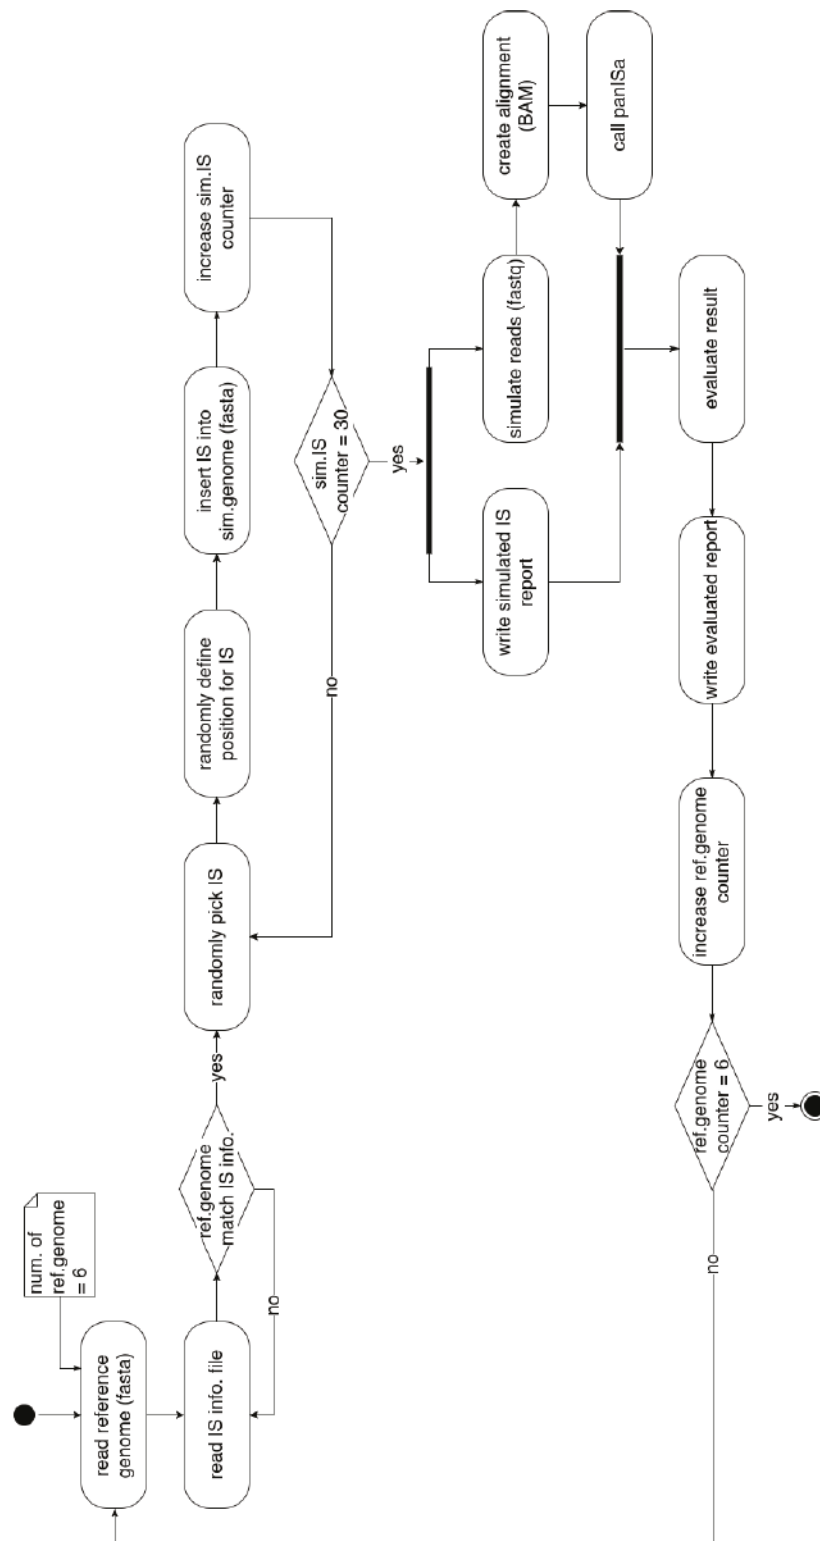 num. of
ref.genome
= 6
read reference
genome (fasta)
read IS info. file
ref.genome
match IS info.
no
yes
randomly pick IS
randomly define
position for IS
insert IS into
sim.genome (fasta)
increase sim.IS
counter
sim.IS
counter = 30
no
yes
write simulated IS
report
simulate reads (fastq)
create alignment
(BAM)
call panISa
evaluate result
write evaluated report
increase ref.genome
counter
ref.genome
counter = 6
no
yes